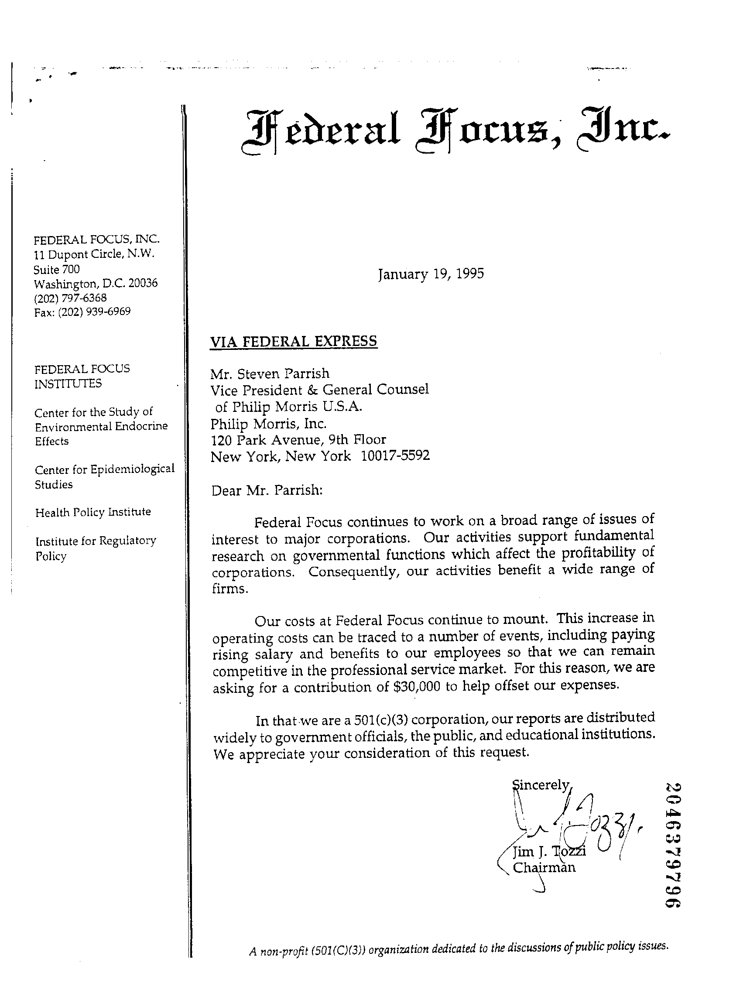 Federal Focus, Inc.
FEDERAL FOCUS, INC.
11 Dupont Circle, N.W.
Suite 700
Washington, D.C. 20036
(202) 797-6368
Fax: (202) 939-6969
FEDERAL FOCUS
INSTITUTES
Center for the Study of
Environmental Endocrine
Effects
Center for Epidemiological
Studies
Health Policy Institute
Institute for Regulatory
Policy
January 19, 1995
VIA FEDERAL EXPRESS
Mr. Steven Parrish
Vice President & General Counsel
of Philip Morris U.S.A.
Philip Morris, Inc.
120 Park Avenue, 9th Floor
New York, New York 10017-5592
Dear Mr. Parrish:
Federal Focus continues to work on a broad range of issues of
interest to major corporations. Our activities support fundamental
research on governmental functions which affect the profitability of
corporations. Consequently, our activities benefit a wide range of
firms.
Our costs at Federal Focus continue to mount. This increase in
operating costs can be traced to a number of events, including paying
rising salary and benefits to our employees so that we can remain
competitive in the professional service market. For this reason, we are
asking for a contribution of $30,000 to help offset our expenses.
In that we are a 501(c)(3) corporation, our reports are distributed
widely to government officials, the public, and educational institutions.
We appreciate your consideration of this request.
Sincerely,
Jim J. Tozzi
Chairman
2046379796
A non-profit (501(C)(3)) organization dedicated to the discussions of public policy issues.